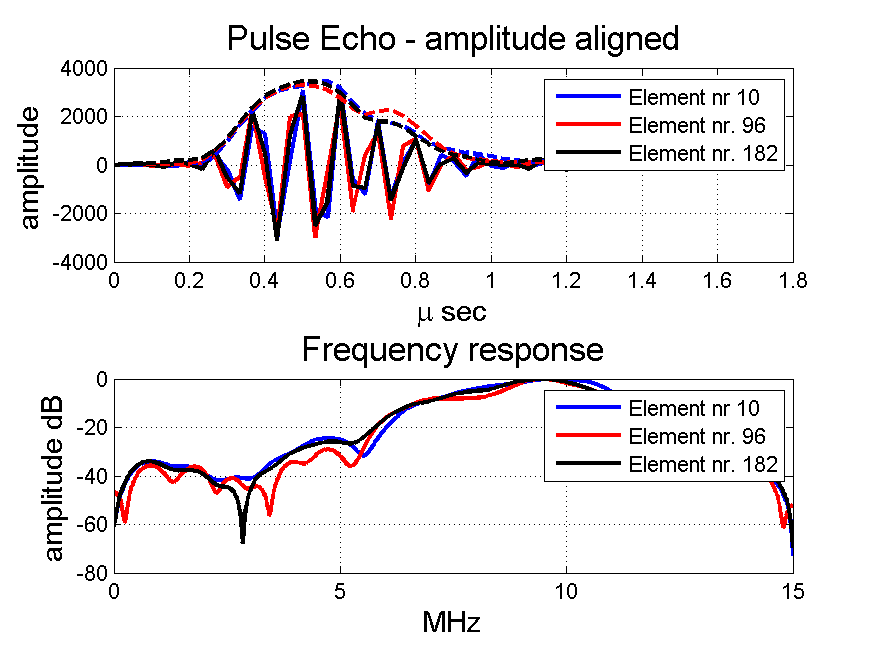 Pulse Echo - amplitude aligned
4000
2000
0
-2000
-4000
amplitude
Element nr 10
Element nr. 96
Element nr. 182
0 0.2 0.4 0.6 0.8 1 1.2 1.4 1.6 1.8
μ sec
Frequency response
0
-20
-40
-60
-80
amplitude dB
Element nr 10
Element nr. 96
Element nr. 182
0 5 10 15
MHz